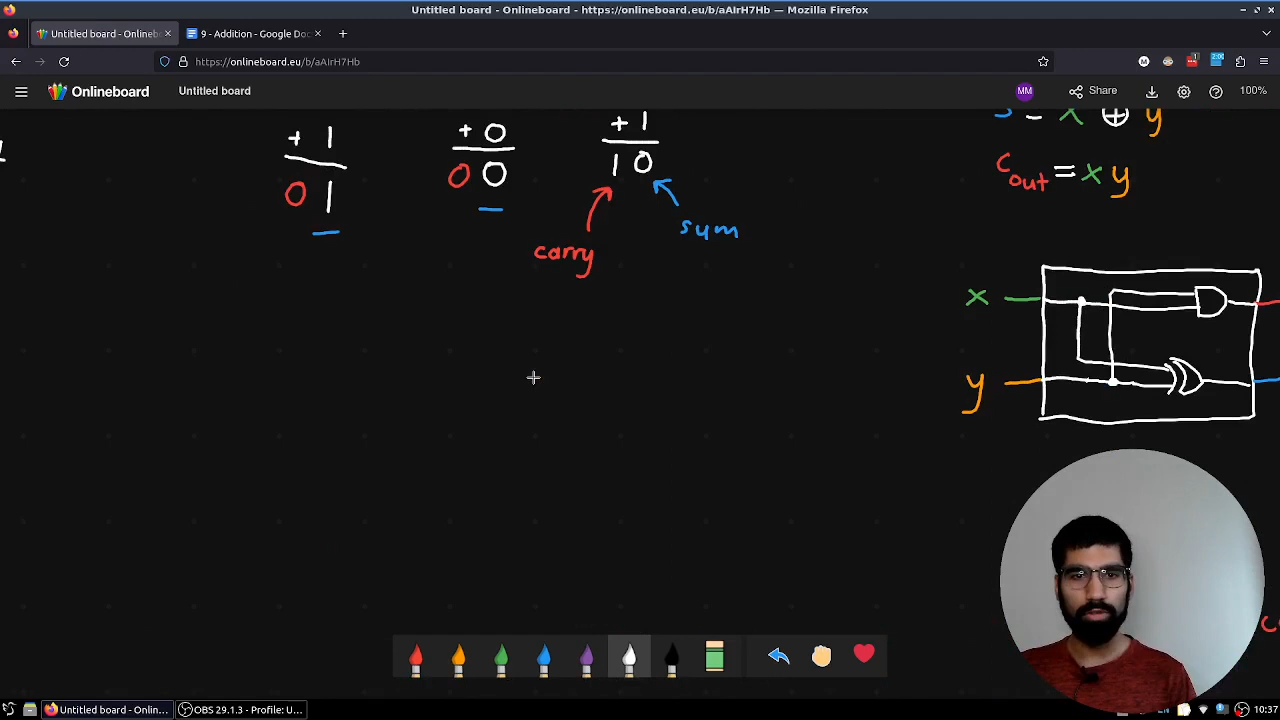 Untitled board - Onlineboard - https://onlineboard.eu/b/aAIrH7Hb — Mozilla Firefox
Untitled board - Onlineb
9 - Addition - Google Do
https://onlineboard.eu/b/aAIrH7Hb
Onlineboard
Untitled board
MM
Share
100%
+ 1
0 1
+ 0
0 0
+ 1
1 0
carry
sum
S = x ⊕ y
Cout = x y
x
y
Untitled board - Onlin...
OBS 29.1.3 - Profile: U...
10:37